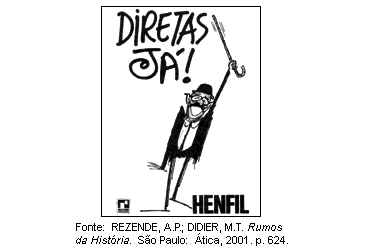 DIRETAS
JÁ!
HENFIL
Fonte: REZENDE, A.P.; DIDIER, M.T. Rumos
da História. São Paulo: Ática, 2001. p. 624.